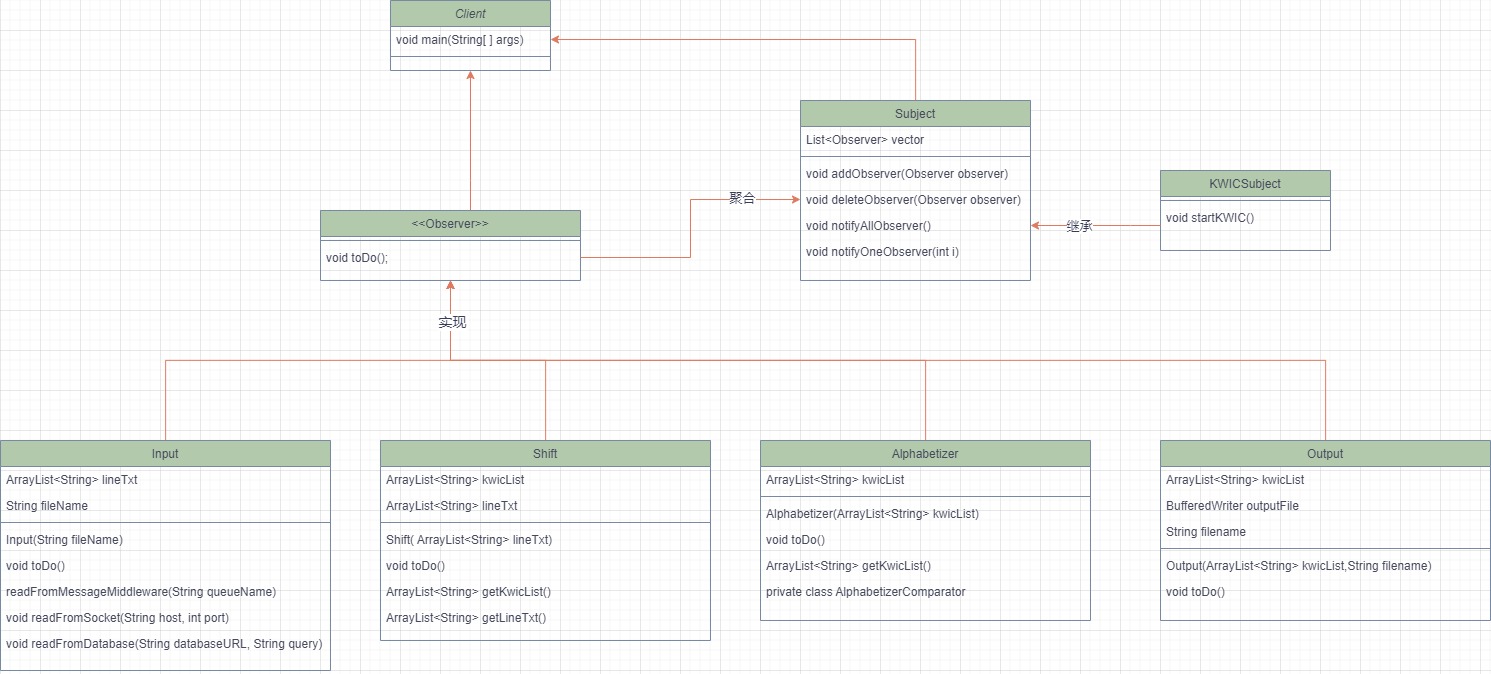 Client
void main(String[ ] args)
Subject
List<Observer> vector
void addObserver(Observer observer)
void deleteObserver(Observer observer)
void notifyAllObserver()
void notifyOneObserver(int i)
KWICSubject
void startKWIC()
继承
聚合
<<Observer>>
void toDo();
实现
Input
ArrayList<String> lineTxt
String fileName
Input(String fileName)
void toDo()
readFromMessageMiddleware(String queueName)
void readFromSocket(String host, int port)
void readFromDatabase(String databaseURL, String query)
Shift
ArrayList<String> kwicList
ArrayList<String> lineTxt
Shift( ArrayList<String> lineTxt)
void toDo()
ArrayList<String> getKwicList()
ArrayList<String> getLineTxt()
Alphabetizer
ArrayList<String> kwicList
Alphabetizer(ArrayList<String> kwicList)
void toDo()
ArrayList<String> getKwicList()
private class AlphabetizerComparator
Output
ArrayList<String> kwicList
BufferedWriter outputFile
String filename
Output(ArrayList<String> kwicList,String filename)
void toDo()